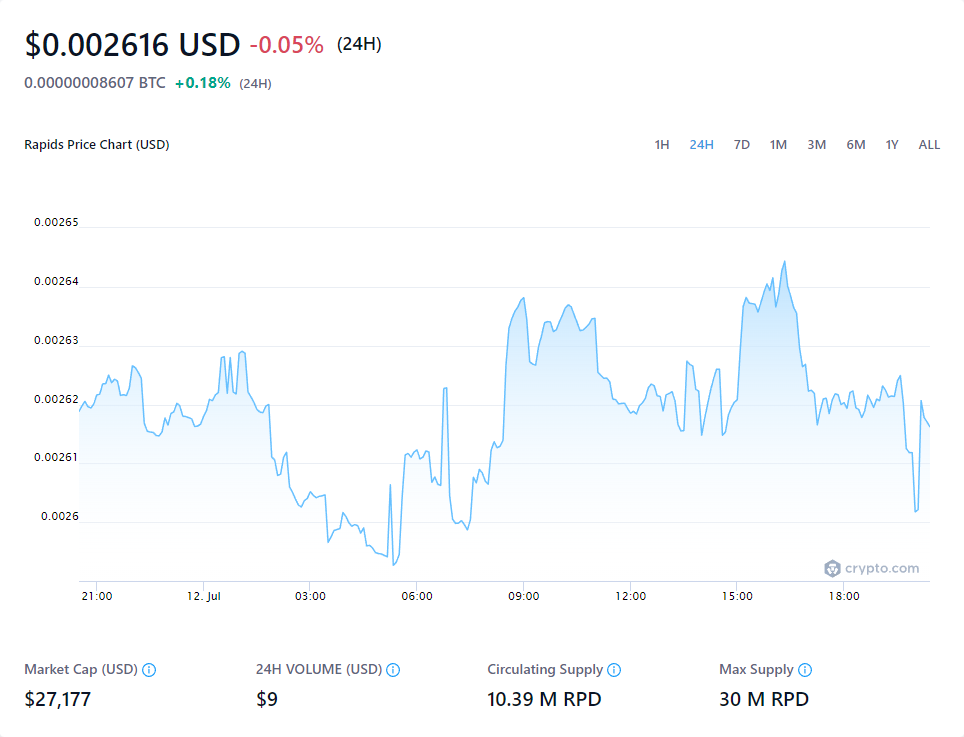 $0.002616 USD -0.05% (24H)
0.00000008607 BTC +0.18% (24H)
Rapids Price Chart (USD) 1H 24H 7D 1M 3M 6M 1Y ALL
0.00265
0.00264
0.00263
0.00262
0.00261
0.0026
crypto.com
21:00 12. Jul 03:00 06:00 09:00 12:00 15:00 18:00
Market Cap (USD) 24H VOLUME (USD) Circulating Supply Max Supply
$27,177 $9 10.39 M RPD 30 M RPD